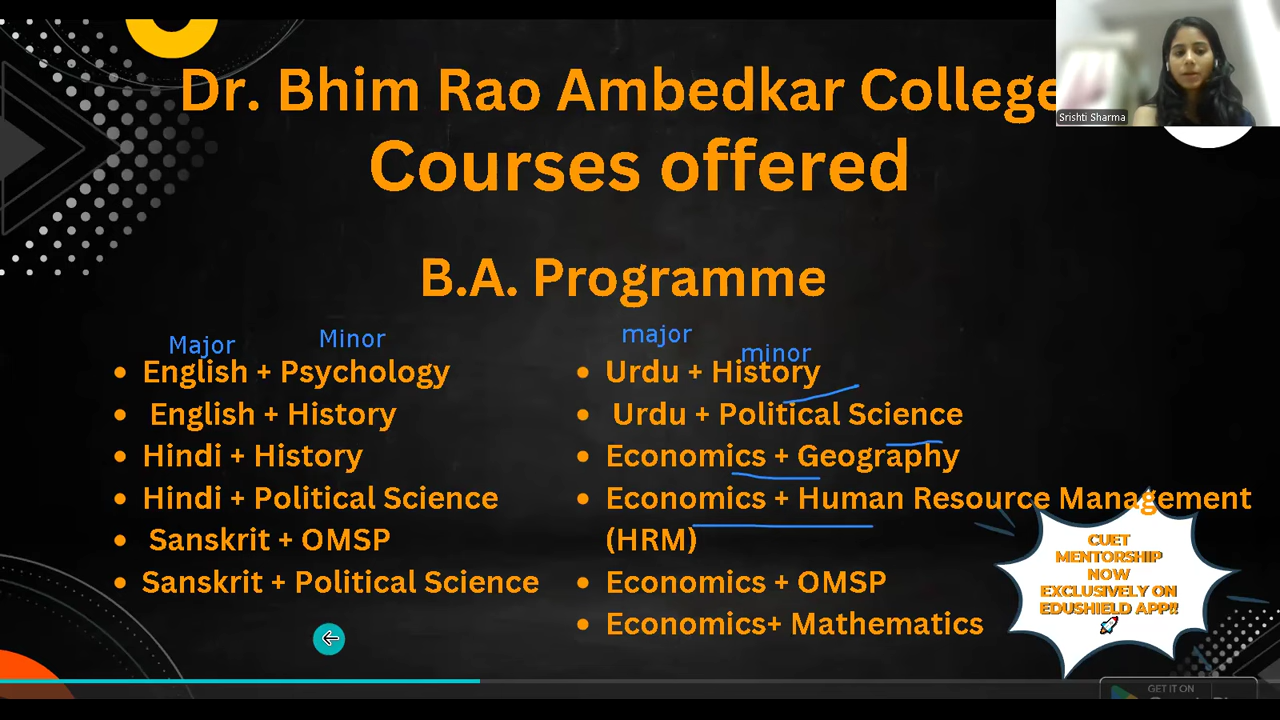 Dr. Bhim Rao Ambedkar College
Srishti Sharma
Courses offered
B.A. Programme
Major Minor
• English + Psychology
• English + History
• Hindi + History
• Hindi + Political Science
• Sanskrit + OMSP
• Sanskrit + Political Science
major
minor
• Urdu + History
• Urdu + Political Science
• Economics + Geography
• Economics + Human Resource Management
(HRM)
• Economics + OMSP
• Economics+ Mathematics
CUET
MENTORSHIP
NOW
EXCLUSIVELY ON
EDUSHIELD APP!!
GET IT ON